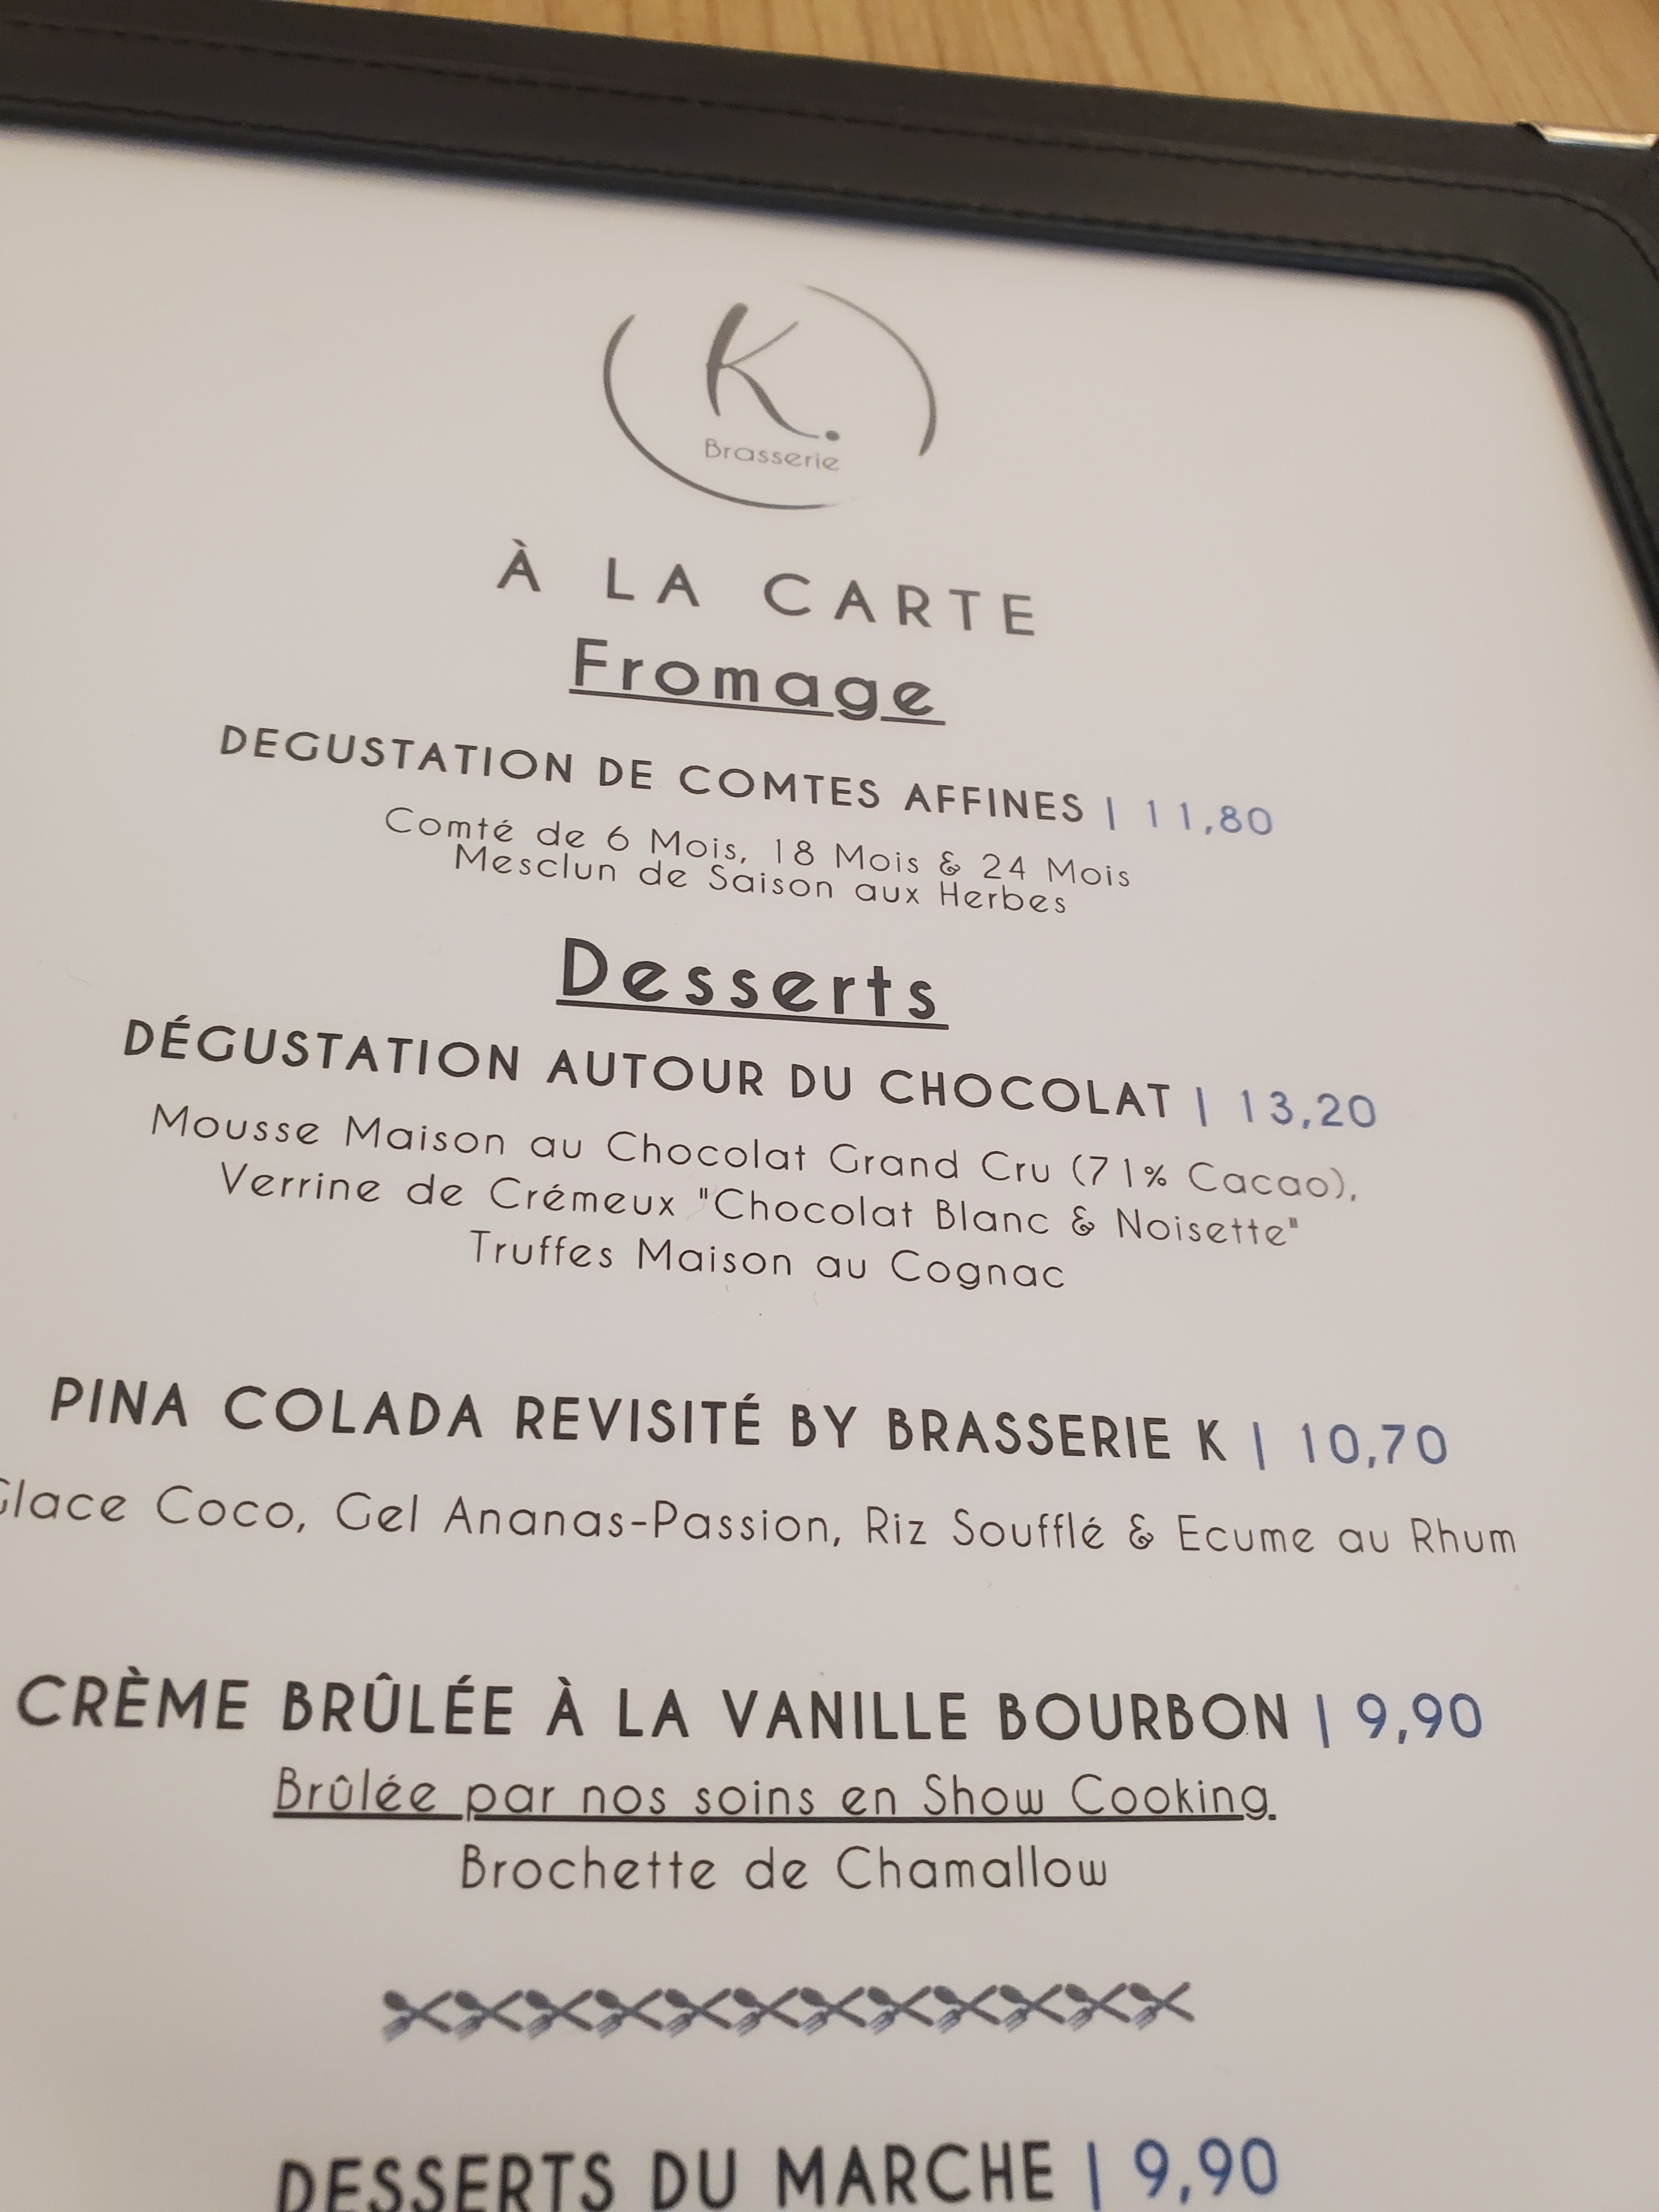 K.
Brasserie
À LA CARTE
Fromage
DEGUSTATION DE COMTES AFFINES | 11,80
Comté de 6 Mois, 18 Mois & 24 Mois
Mesclun de Saison aux Herbes
Desserts
DÉGUSTATION AUTOUR DU CHOCOLAT | 13,20
Mousse Maison au Chocolat Grand Cru (71% Cacao),
Verrine de Crémeux "Chocolat Blanc & Noisette"
Truffes Maison au Cognac
PINA COLADA REVISITÉ BY BRASSERIE K | 10,70
Glace Coco, Gel Ananas-Passion, Riz Soufflé & Ecume au Rhum
CRÈME BRÛLÉE À LA VANILLE BOURBON | 9,90
Brûlée par nos soins en Show Cooking.
Brochette de Chamallow
DESSERTS DU MARCHE | 9,90